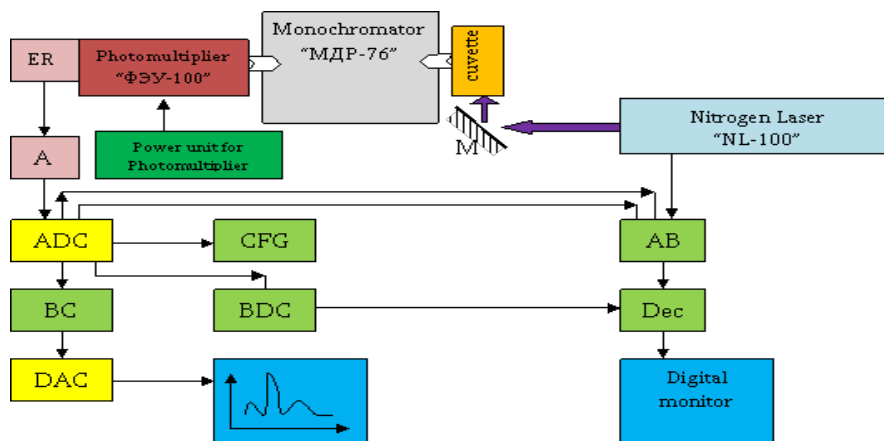 ER
Photomultiplier
“ФЭУ-100”
Monochromator
“МДР-76”
cuvette
Nitrogen Laser
“NL-100”
M
A
Power unit for
Photomultiplier
ADC
CFG
AB
BC
BDC
Dec
DAC
Digital
monitor